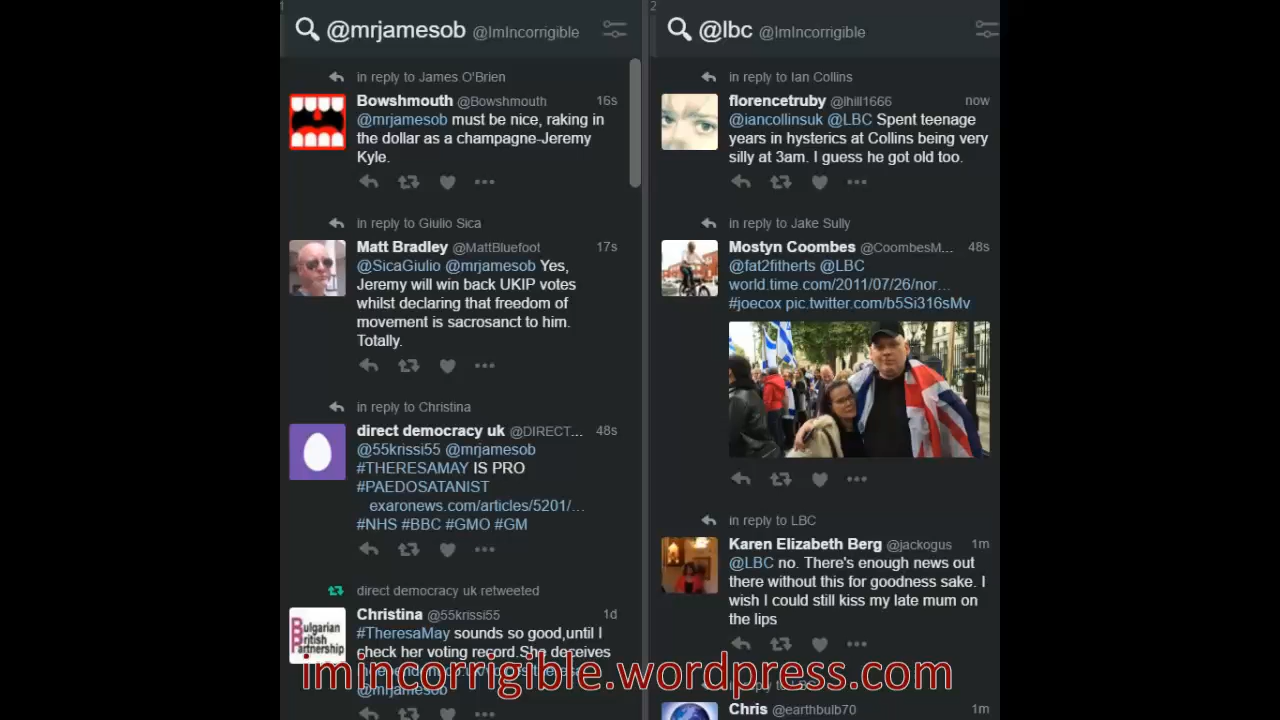 1
@mrjamesob @ImIncorrigible
in reply to James O'Brien
Bowshmouth @Bowshmouth 16s
@mrjamesob must be nice, raking in
the dollar as a champagne-Jeremy
Kyle.
in reply to Giulio Sica
Matt Bradley @MattBluefoot 17s
@SicaGiulio @mrjamesob Yes,
Jeremy will win back UKIP votes
whilst declaring that freedom of
movement is sacrosanct to him.
Totally.
in reply to Christina
direct democracy uk @DIRECT... 48s
@55krissi55 @mrjamesob
#THERESAMAY IS PRO
#PAEDOSATANIST
exaronews.com/articles/5201/...
#NHS #BBC #GMO #GM
direct democracy uk retweeted
Bulgarian
British
Partnership
Christina @55krissi55 1d
#TheresaMay sounds so good,until I
check her voting record.She deceives
@mrjamesob
2
@lbc @ImIncorrigible
in reply to Ian Collins
florencetruby @lhill1666 now
@iancollinsuk @LBC Spent teenage
years in hysterics at Collins being very
silly at 3am. I guess he got old too.
in reply to Jake Sully
Mostyn Coombes @CoombesM... 48s
@fat2fitherts @LBC
world.time.com/2011/07/26/nor...
#joecox pic.twitter.com/b5Si316sMv
in reply to LBC
Karen Elizabeth Berg @jackogus 1m
@LBC no. There's enough news out
there without this for goodness sake. I
wish I could still kiss my late mum on
the lips
Chris @earthbulb70 1m
imincorrigible.wordpress.com